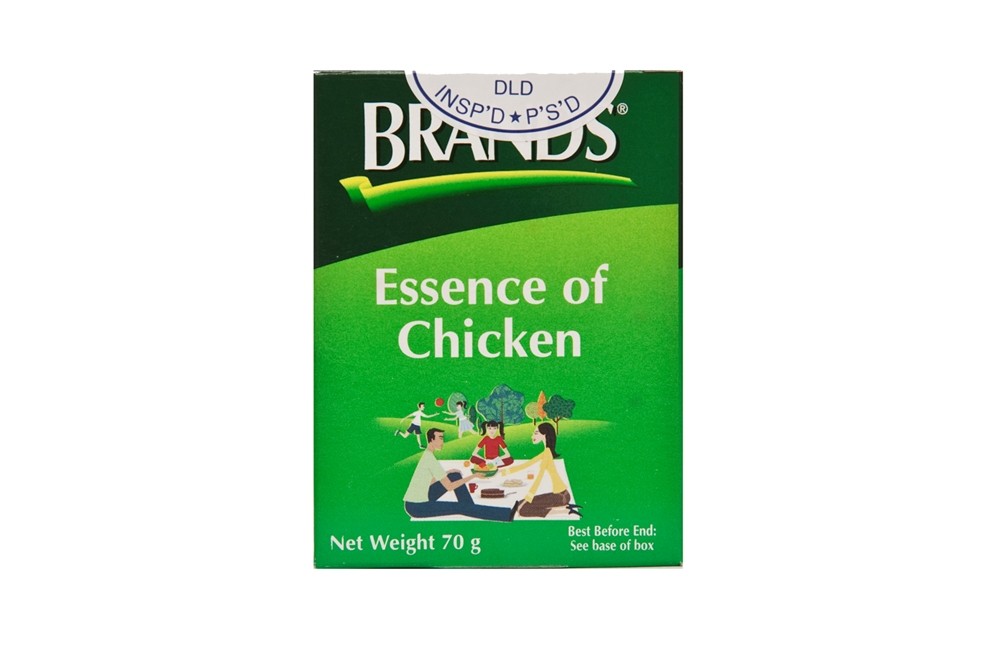 DLD
INSP'D ★ P'S'D
BRAND'S®
Essence of
Chicken
Net Weight 70 g
Best Before End:
See base of box